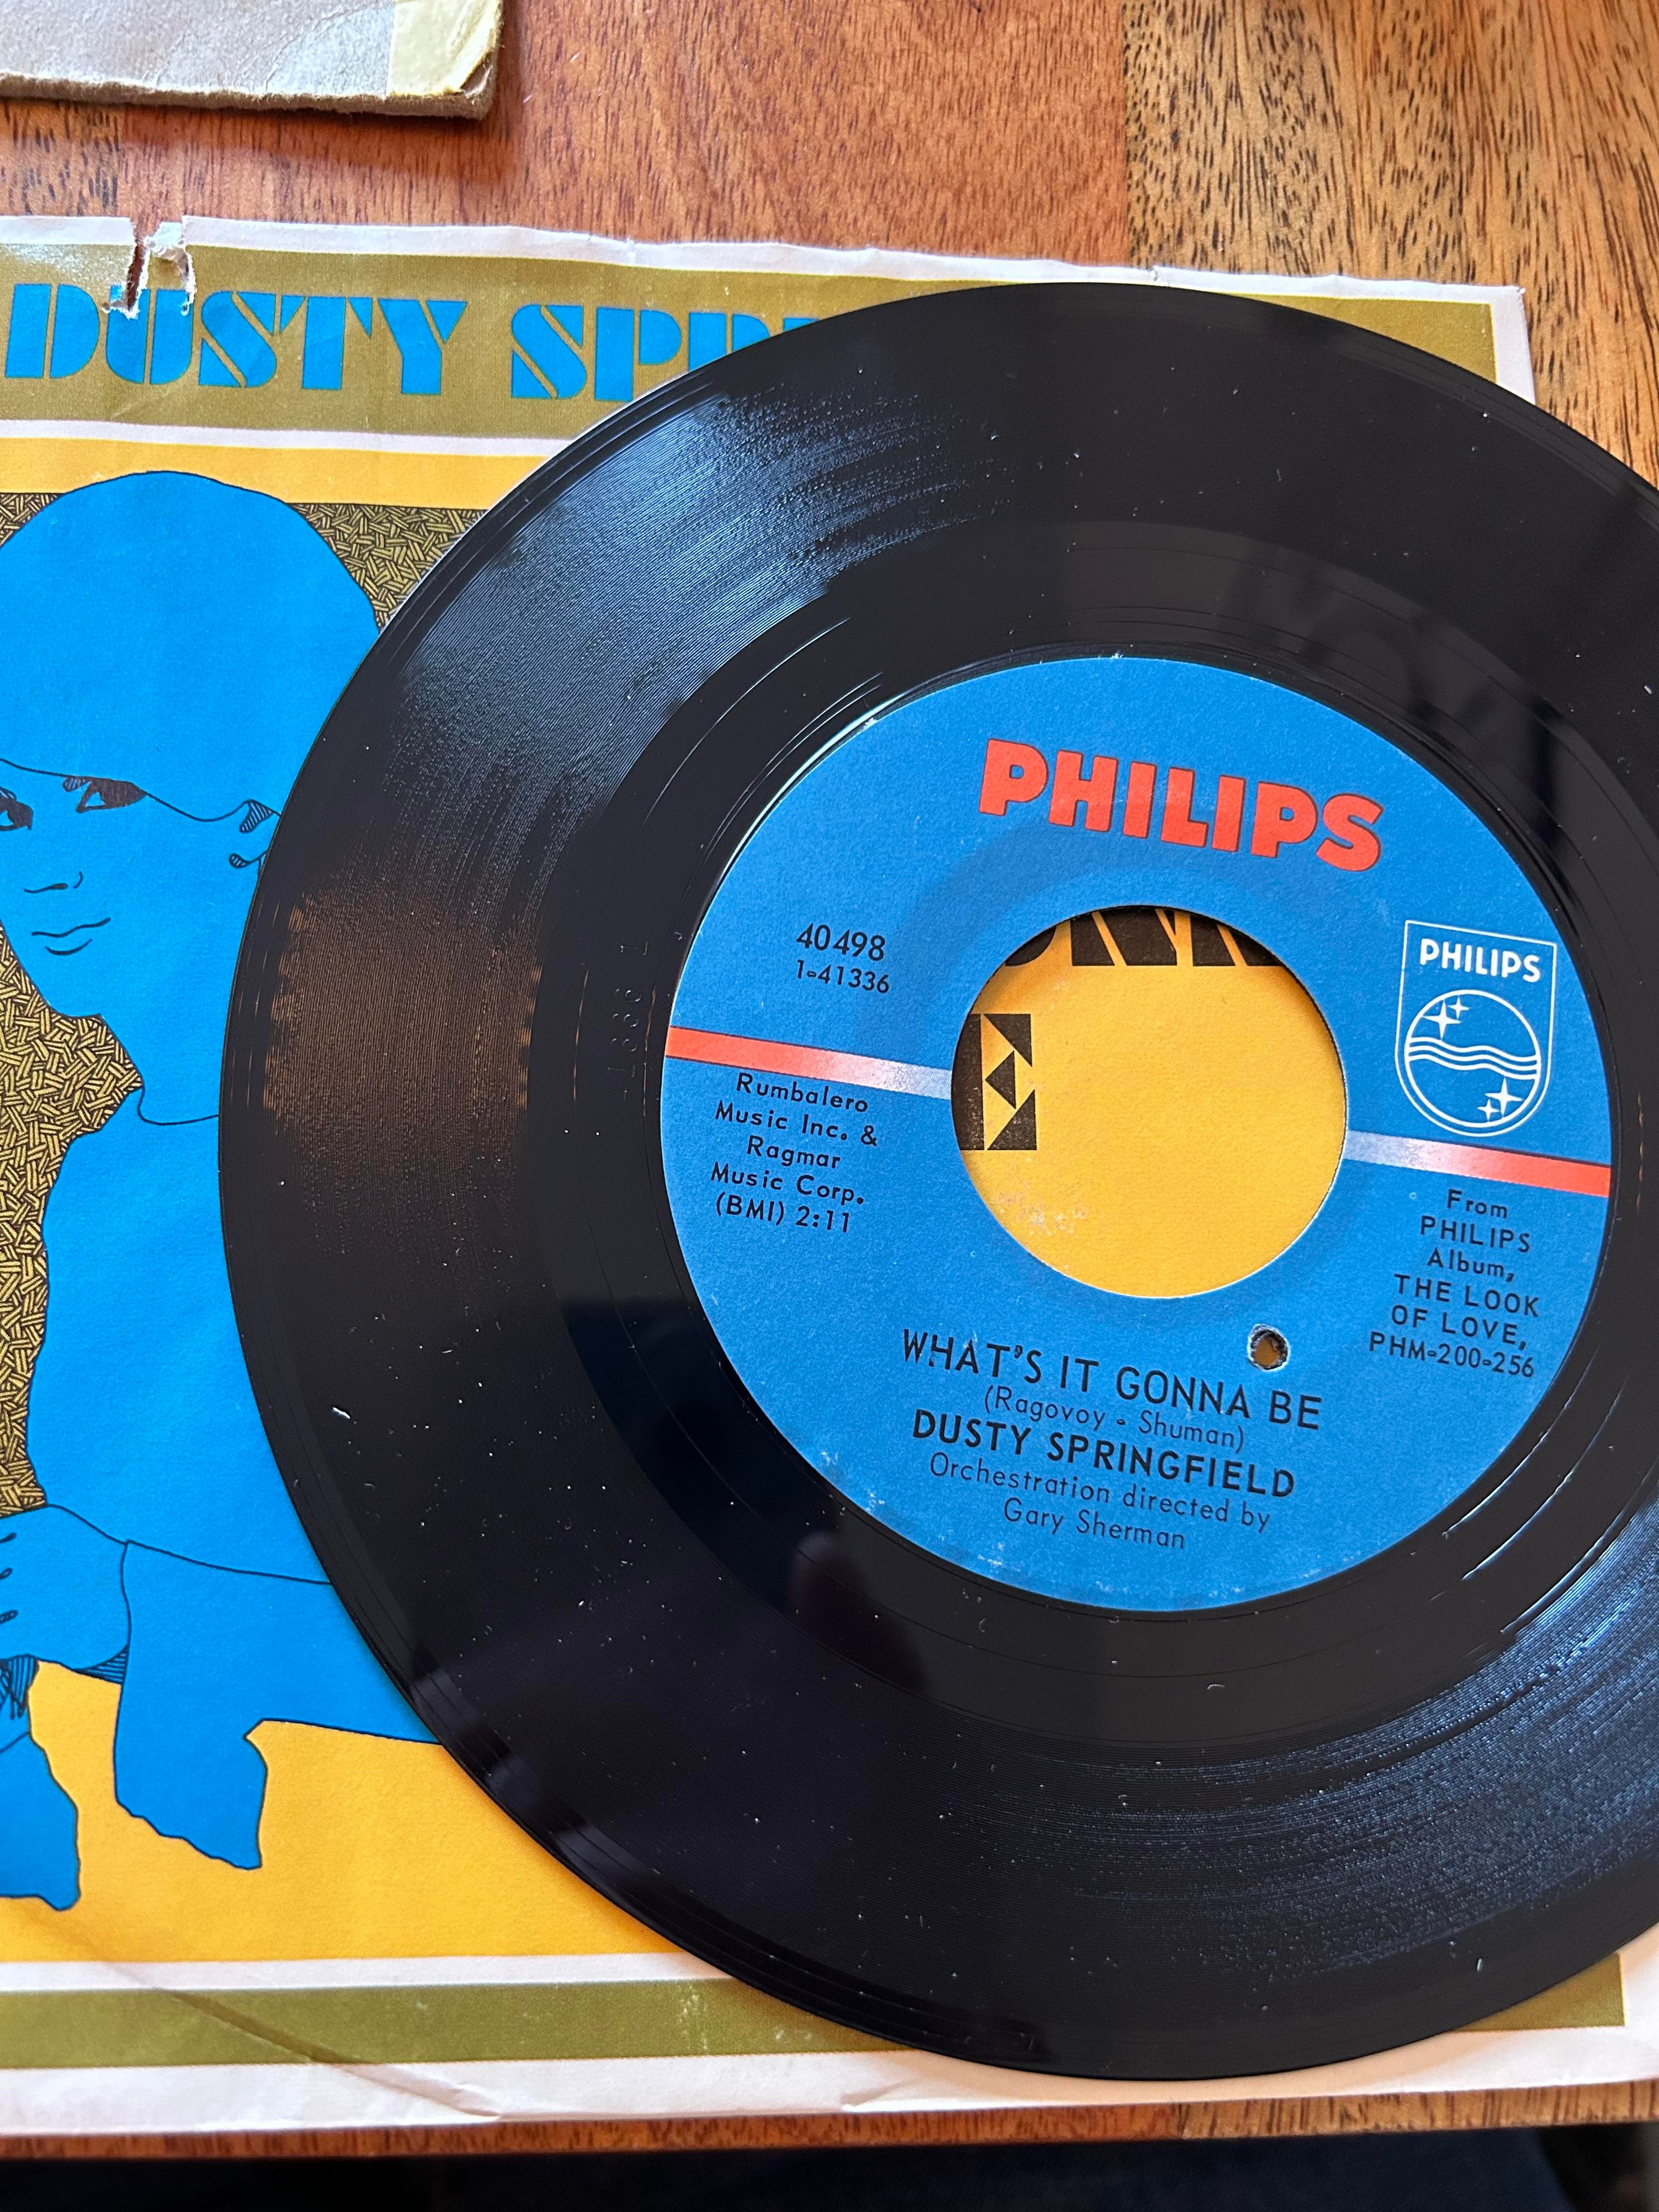 DUSTY
PHILIPS
40498
1-41336
PHILIPS
E
Rumbalero
Music Inc. &
Ragmar
Music Corp.
(BMI) 2:11
From
PHILIPS
Album,
THE LOOK
OF LOVE,
PHM-200-256
WHAT'S IT GONNA BE
(Ragovoy - Shuman)
DUSTY SPRINGFIELD
Orchestration directed by
Gary Sherman